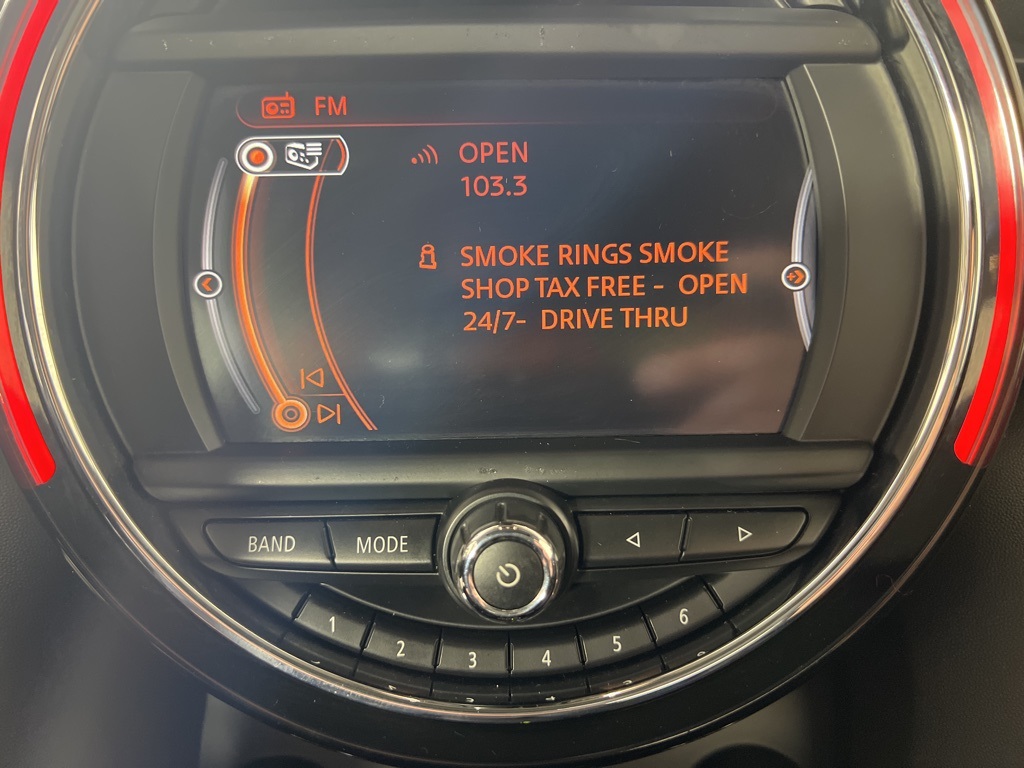 FM
OPEN
103.3
SMOKE RINGS SMOKE
SHOP TAX FREE - OPEN
24/7- DRIVE THRU
BAND MODE
1 2 3 4 5 6